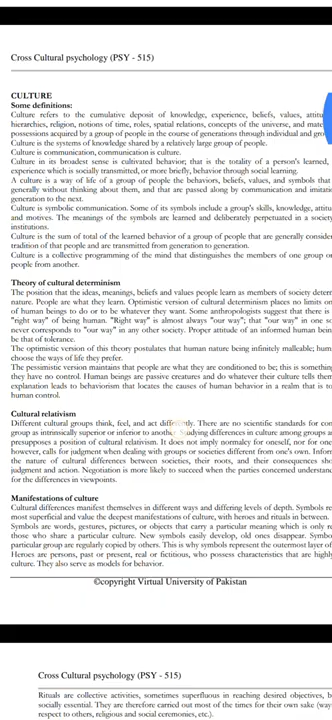 Cross Cultural psychology (PSY - 515)
CULTURE
Some definitions:
Culture refers to the cumulative deposit of knowledge, experience, beliefs, values,
hierarchies, religion, notions of time, roles, spatial relations, concepts of the universe, and
possessions acquired by a group of people in the course of generations through individual and
Culture is the systems of knowledge shared by a relatively large group of people.
Culture is communication, communication is culture.
Culture in its broadest sense is cultivated behavior; that is the totality of a person's learned,
experience which is socially transmitted, or more briefly, behavior through social learning.
A culture is a way of life of a group of people the behaviors, beliefs, values, and symbols that
generally without thinking about them, and that are passed along by communication and
generation to the next.
Culture is symbolic communication. Some of its symbols include a group's skills, knowledge,
and motives. The meanings of the symbols are learned and deliberately perpetuated in a society
institutions.
Culture is the sum of total of the learned behavior of a group of people that are generally
tradition of that people and are transmitted from generation to generation.
Culture is a collective programming of the mind that distinguishes the members of one group
people from another.
Theory of cultural determinism
The position that the ideas, meanings, beliefs and values people learn as members of society
nature. People are what they learn. Optimistic version of cultural determinism places no limits
of human beings to do or to be whatever they want. Some anthropologists suggest that there is
"right way" of being human. "Right way" is almost always "our way"; that "our way" in one
never corresponds to "our way" in any other society. Proper attitude of an informed human
be that of tolerance.
The optimistic version of this theory postulates that human nature being infinitely malleable;
choose the ways of life they prefer.
The pessimistic version maintains that people are what they are conditioned to be; this is
they have no control. Human beings are passive creatures and do whatever their culture tells
explanation leads to behaviorism that locates the causes of human behavior in a realm that is
human control.
Cultural relativism
Different cultural groups think, feel, and act differently. There are no scientific standards for
group as intrinsically superior or inferior to another. Studying differences in culture among groups
presupposes a position of cultural relativism. It does not imply normalcy for oneself, nor for
however, calls for judgment when dealing with groups or societies different from one's own.
the nature of cultural differences between societies, their roots, and their consequences
judgment and action. Negotiation is more likely to succeed when the parties concerned
for the differences in viewpoints.
Manifestations of culture
Cultural differences manifest themselves in different ways and differing levels of depth. Symbols
most superficial and value the deepest manifestations of culture, with heroes and rituals in between.
Symbols are words, gestures, pictures, or objects that carry a particular meaning which is only
those who share a particular culture. New symbols easily develop, old ones disappear.
particular group are regularly copied by others. This is why symbols represent the outermost layer
Heroes are persons, past or present, real or fictitious, who possess characteristics that are
culture. They also serve as models for behavior.
©copyright Virtual University of Pakistan
Cross Cultural psychology (PSY - 515)
Rituals are collective activities, sometimes superfluous in reaching desired objectives,
socially essential. They are therefore carried out most of the times for their own sake
respect to others, religious and social ceremonies, etc.).